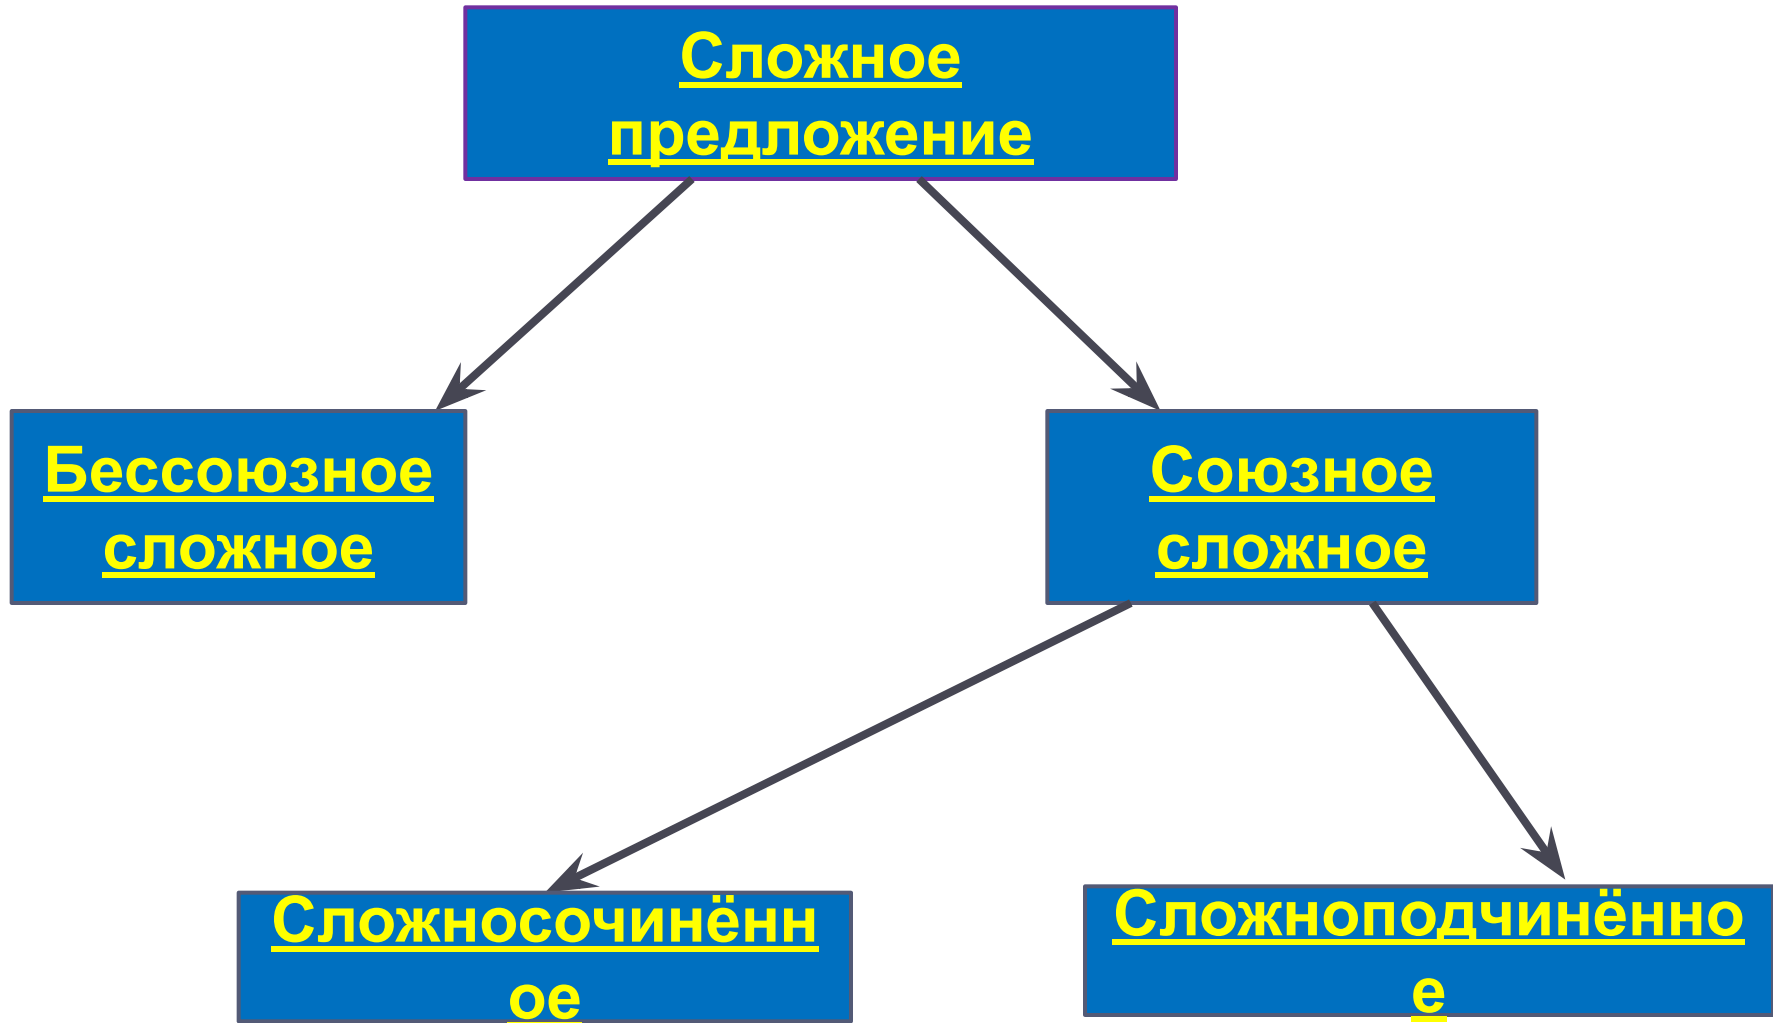 Сложное
предложение
Бессоюзное
сложное
Союзное
сложное
Сложносочинённ
ое
Сложноподчинённо
е